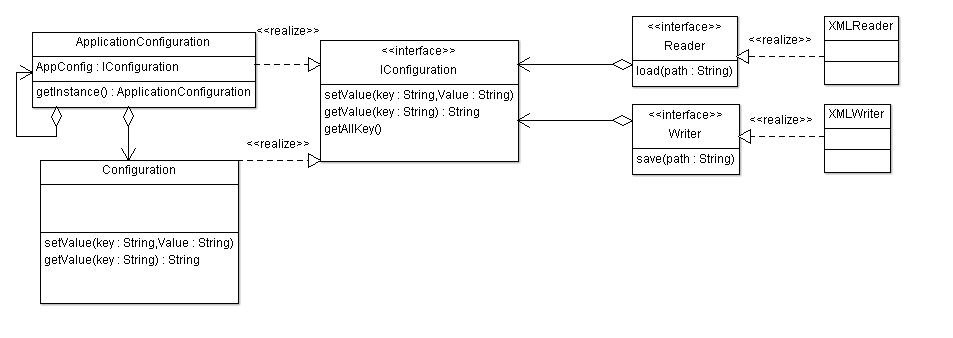 ApplicationConfiguration
AppConfig : IConfiguration
getInstance() : ApplicationConfiguration
<<realize>>
<<interface>>
IConfiguration
setValue(key : String,Value : String)
getValue(key : String) : String
getAllKey()
<<realize>>
Configuration
setValue(key : String,Value : String)
getValue(key : String) : String
<<interface>>
Reader
load(path : String)
<<realize>>
XMLReader
<<interface>>
Writer
save(path : String)
<<realize>>
XMLWriter